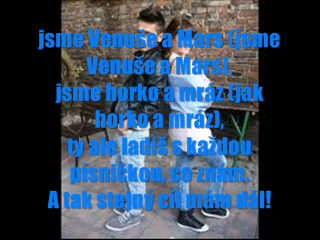 jsme Venuše a Mars (jsme
Venuše a Mars),
jsme horko a mráz (jak
horko a mráz),
ty ale ladíš s každou
písničkou, co znám.
A tak stejný cíl mám dál!